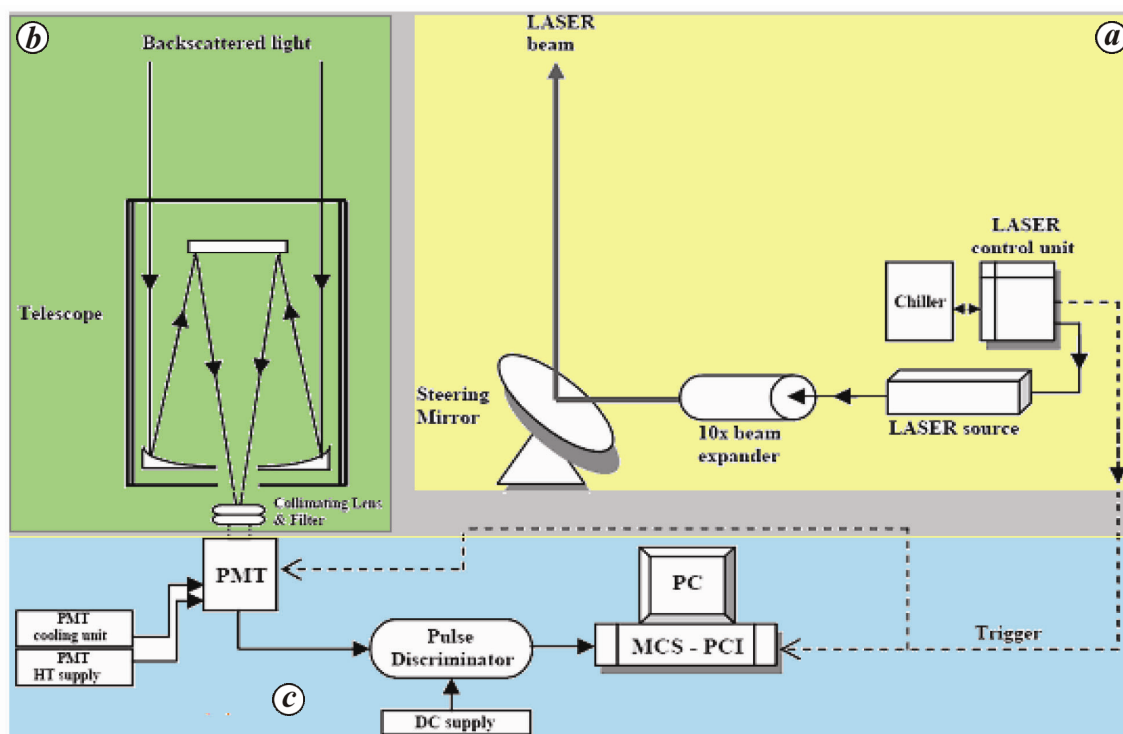 b
Backscattered light
Telescope
Collimating Lens
& Filter
a
LASER
beam
LASER
control unit
Chiller
Steering
Mirror
10x beam
expander
LASER source
PMT
PMT
cooling unit
PMT
HT supply
Pulse
Discriminator
DC supply
PC
MCS - PCI
Trigger
c